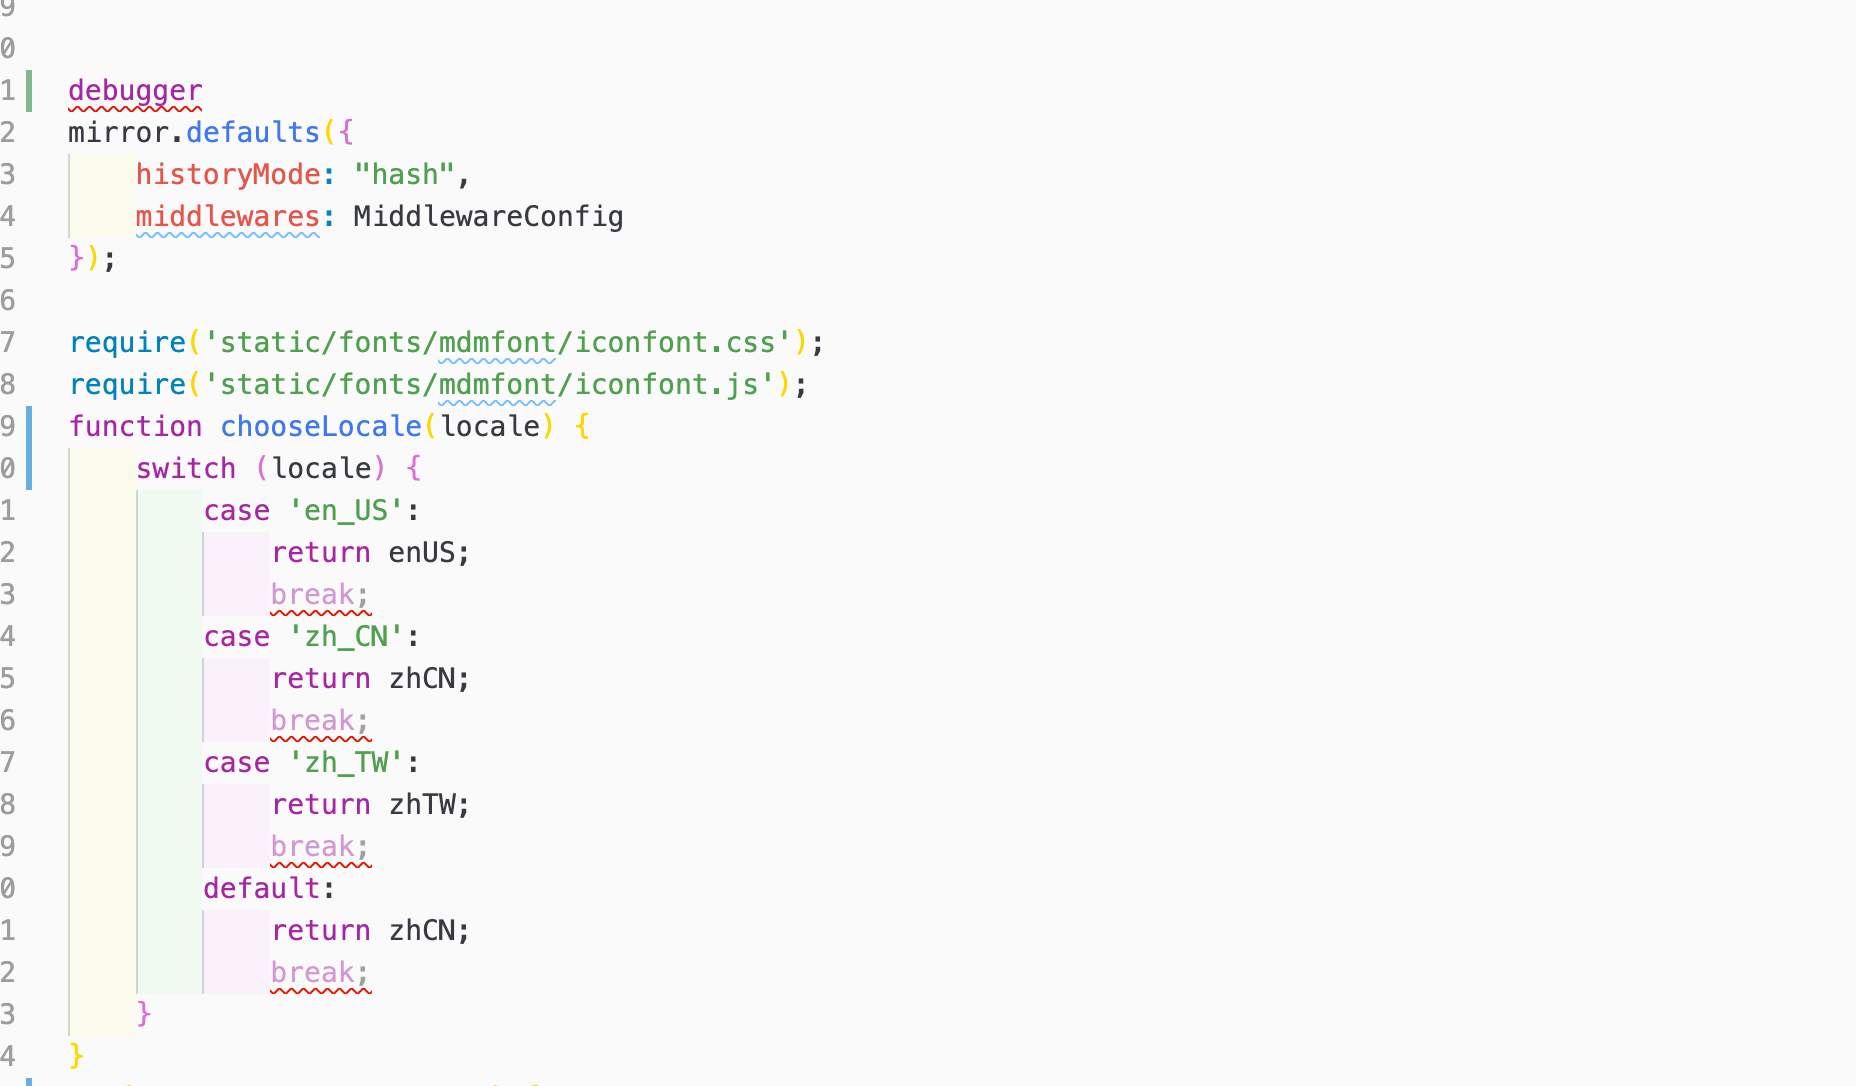 9
0
1 debugger
2 mirror.defaults({
3 historyMode: "hash",
4 middlewares: MiddlewareConfig
5 });
6
7 require('static/fonts/mdmfont/iconfont.css');
8 require('static/fonts/mdmfont/iconfont.js');
9 function chooseLocale(locale) {
0 switch (locale) {
1 case 'en_US':
2 return enUS;
3 break;
4 case 'zh_CN':
5 return zhCN;
6 break;
7 case 'zh_TW':
8 return zhTW;
9 break;
0 default:
1 return zhCN;
2 break;
3 }
4 }